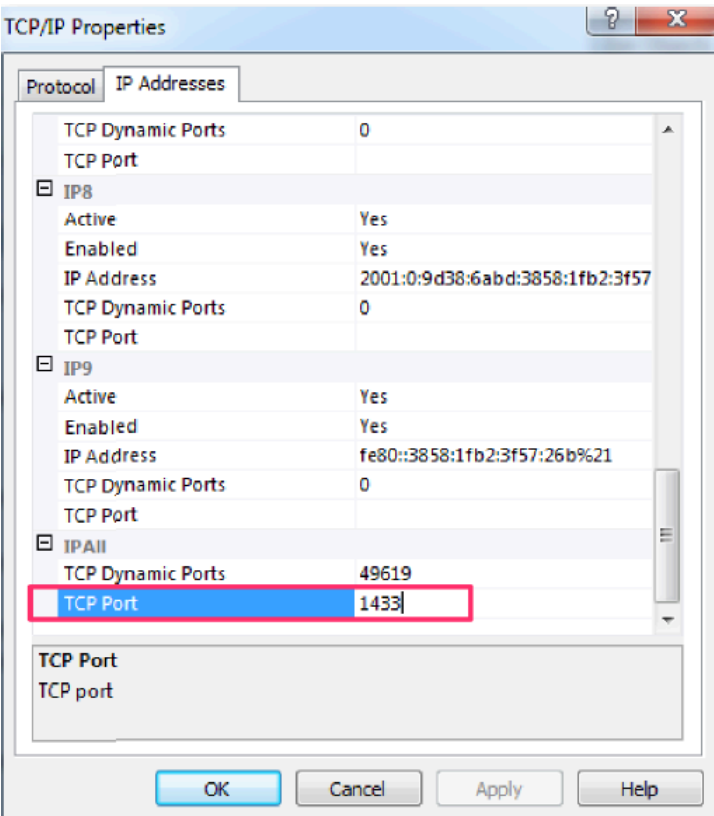 TCP/IP Properties
Protocol IP Addresses
TCP Dynamic Ports 0
TCP Port
IP8
Active Yes
Enabled Yes
IP Address 2001:0:9d38:6abd:3858:1fb2:3f57
TCP Dynamic Ports 0
TCP Port
IP9
Active Yes
Enabled Yes
IP Address fe80::3858:1fb2:3f57:26b%21
TCP Dynamic Ports 0
TCP Port
IPAll
TCP Dynamic Ports 49619
TCP Port 1433
TCP Port
TCP port
OK Cancel Apply Help